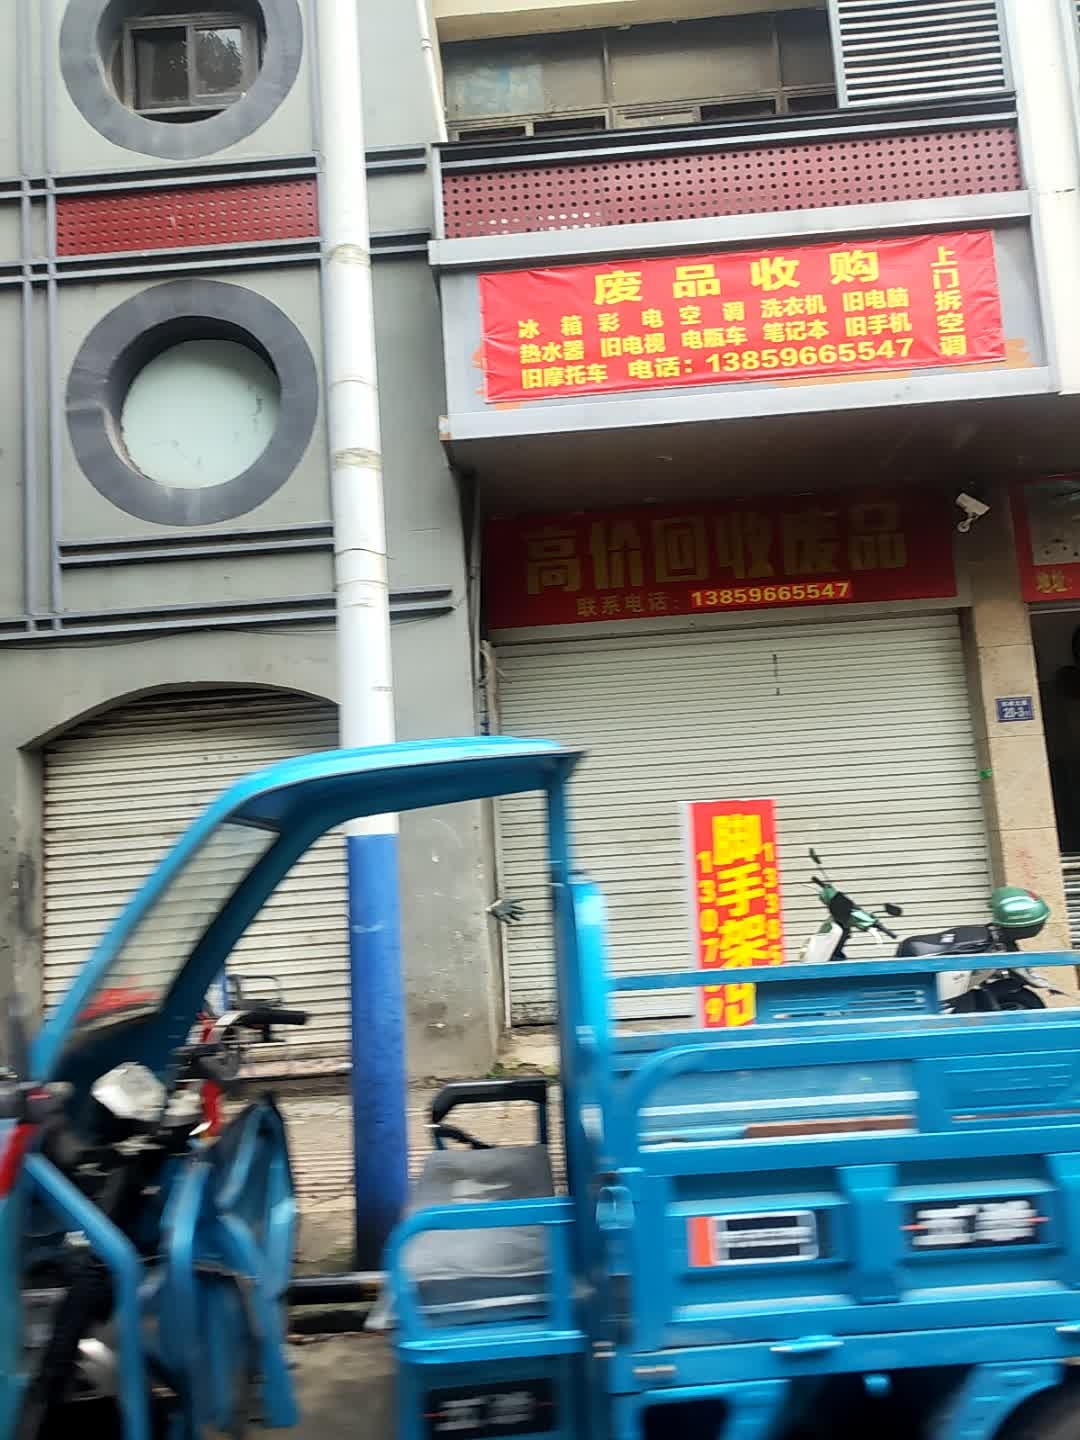 废品收购
冰箱 彩电 空调 洗衣机 旧电脑
热水器 旧电视 电瓶车 笔记本 旧手机
旧摩托车 电话：13859665547
上门拆空调
高价回收废品
联系电话：13859665547
地址：
脚手架